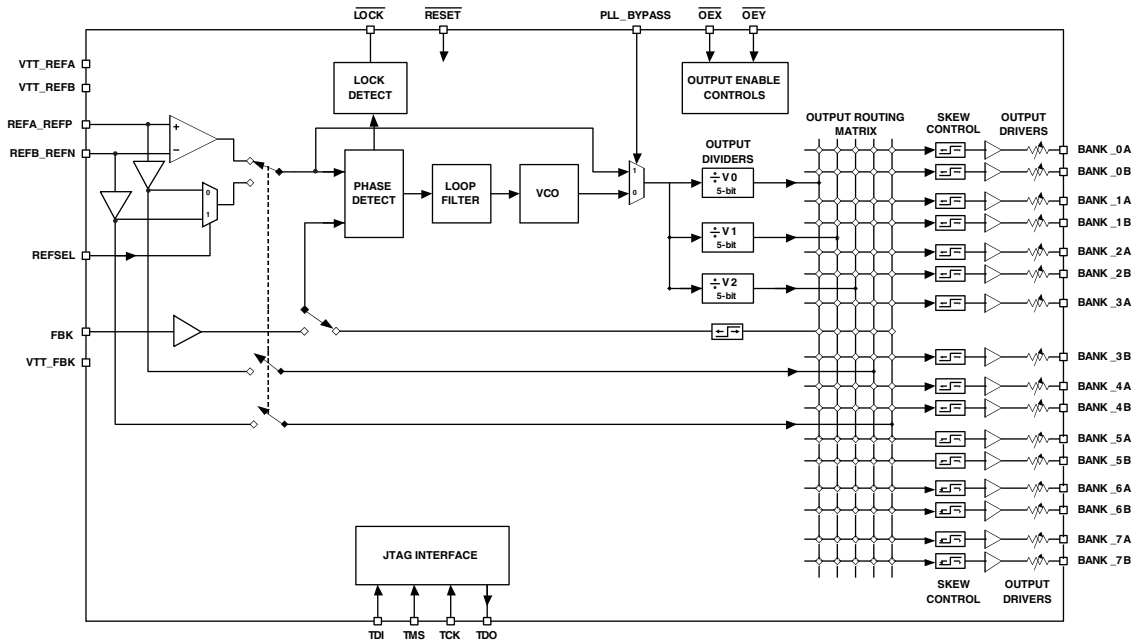 LOCK
RESET
PLL_BYPASS
OEX
OEY
VTT_REFA
VTT_REFB
LOCK
DETECT
OUTPUT ENABLE
CONTROLS
REFA_REFP
REFB_REFN
+
−
OUTPUT ROUTING
MATRIX
SKEW
CONTROL
OUTPUT
DRIVERS
OUTPUT
DIVIDERS
0
1
PHASE
DETECT
LOOP
FILTER
VCO
1
0
÷ V0
5-bit
÷ V1
5-bit
÷ V2
5-bit
REFSEL
FBK
VTT_FBK
BANK_0A
BANK_0B
BANK_1A
BANK_1B
BANK_2A
BANK_2B
BANK_3A
BANK_3B
BANK_4A
BANK_4B
BANK_5A
BANK_5B
BANK_6A
BANK_6B
BANK_7A
BANK_7B
SKEW
CONTROL
OUTPUT
DRIVERS
JTAG INTERFACE
TDI
TMS
TCK
TDO